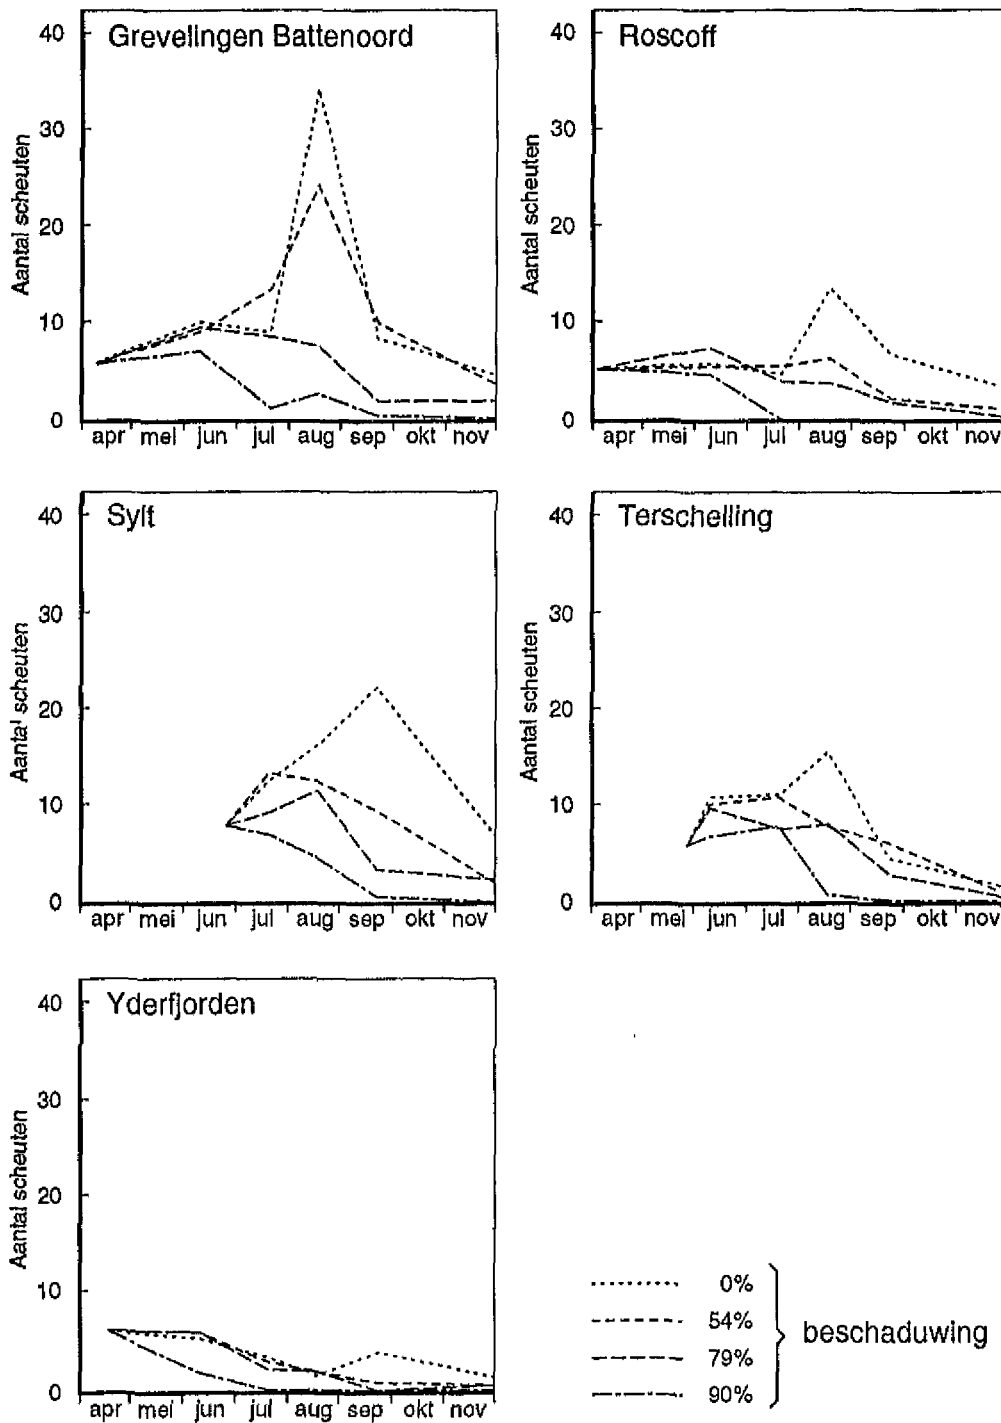 Grevelingen Battenoord
Aantal scheuten
40
30
20
10
0
apr mei jun jul aug sep okt nov
Roscoff
Aantal scheuten
40
30
20
10
0
apr mei jun jul aug sep okt nov
Sylt
Aantal scheuten
40
30
20
10
0
apr mei jun jul aug sep okt nov
Terschelling
Aantal scheuten
40
30
20
10
0
apr mei jun jul aug sep okt nov
Yderfjorden
Aantal scheuten
40
30
20
10
0
apr mei jun jul aug sep okt nov
0%
54%
79%
90%
beschaduwing